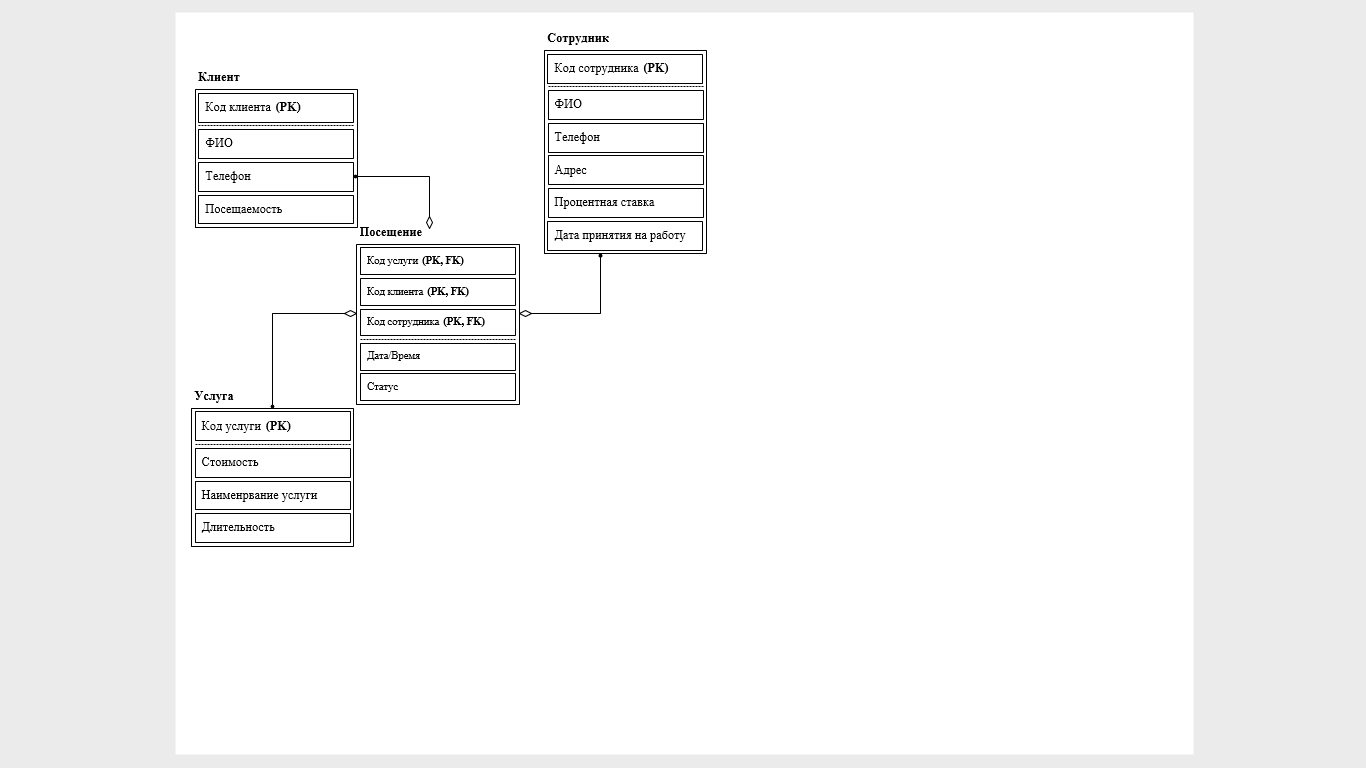 Сотрудник
Код сотрудника (PK)
ФИО
Телефон
Адрес
Процентная ставка
Дата принятия на работу
Клиент
Код клиента (PK)
ФИО
Телефон
Посещаемость
Посещение
Код услуги (PK, FK)
Код клиента (PK, FK)
Код сотрудника (PK, FK)
Дата/Время
Статус
Услуга
Код услуги (PK)
Стоимость
Наименрвание услуги
Длительность